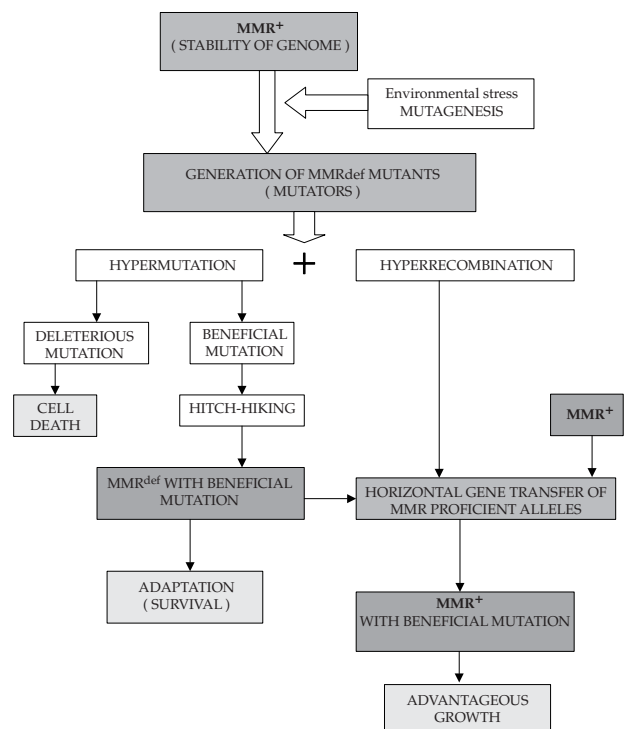 MMR+
( STABILITY OF GENOME )
Environmental stress
MUTAGENESIS
GENERATION OF MMRdef MUTANTS
( MUTATORS )
+
HYPERMUTATION
HYPERRECOMBINATION
DELETERIOUS
MUTATION
BENEFICIAL
MUTATION
CELL
DEATH
HITCH-HIKING
MMR+
MMRdef WITH BENEFICIAL
MUTATION
HORIZONTAL GENE TRANSFER OF
MMR PROFICIENT ALLELES
ADAPTATION
( SURVIVAL )
MMR+
WITH BENEFICIAL MUTATION
ADVANTAGEOUS
GROWTH